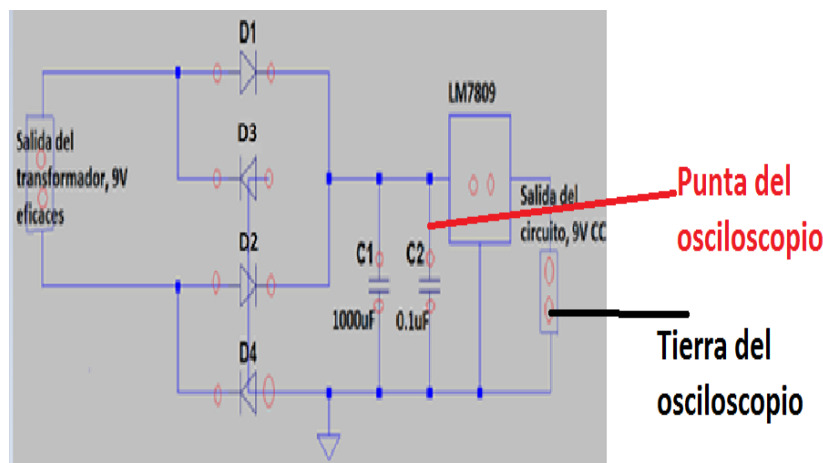 D1
LM7809
Salida del
transformador, 9V
eficaces
D3
Salida del
circuito, 9V CC
Punta del
osciloscopio
D2
C1
C2
1000uF
0.1uF
D4
Tierra del
osciloscopio